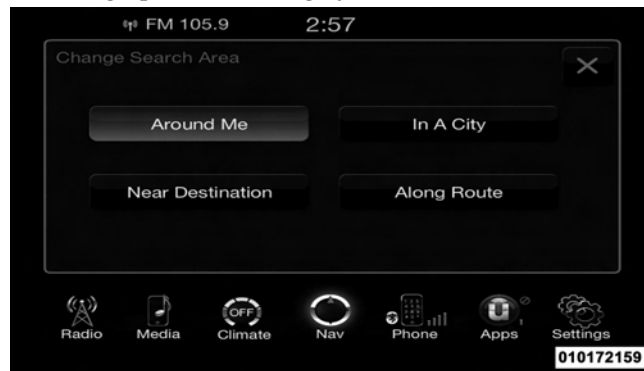 FM 105.9 2:57
Change Search Area
Around Me In A City
Near Destination Along Route
OFF
Radio Media Climate Nav Phone Apps Settings
010172159